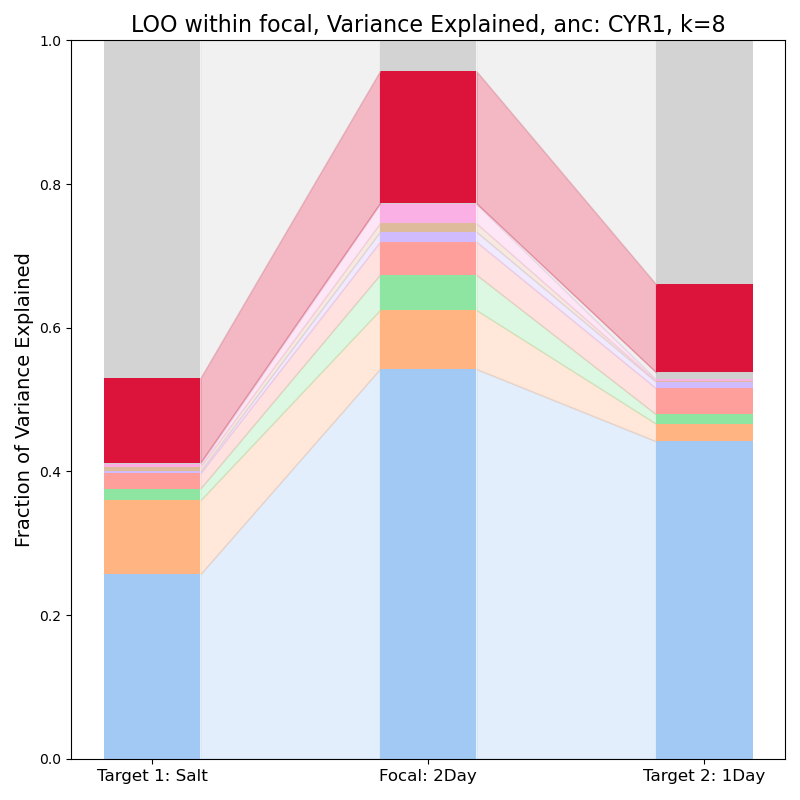 LOO within focal, Variance Explained, anc: CYR1, k=8
1.0
0.8
0.6
0.4
0.2
0.0
Fraction of Variance Explained
Target 1: Salt
Focal: 2Day
Target 2: 1Day